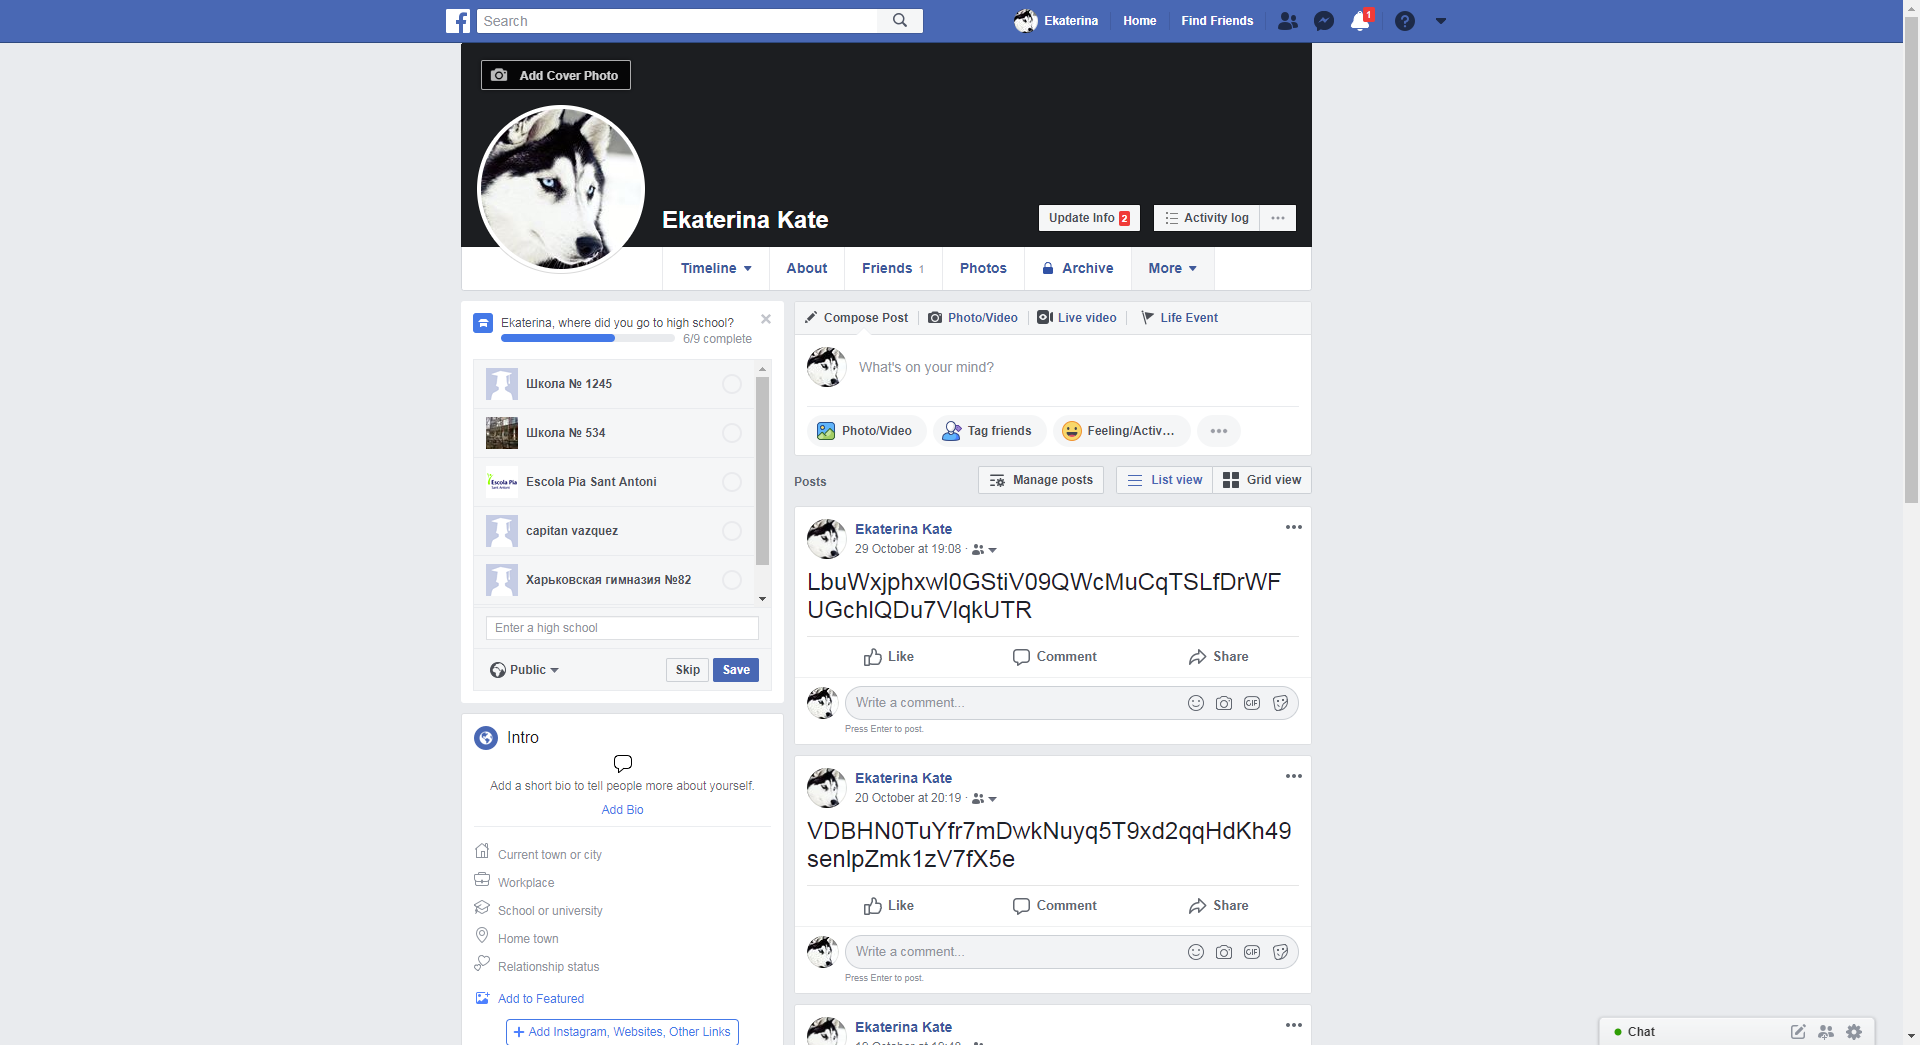 Search
Ekaterina
Home
Find Friends
1
Add Cover Photo
Ekaterina Kate
Update Info 2
Activity log
Timeline
About
Friends 1
Photos
Archive
More
Ekaterina, where did you go to high school?
6/9 complete
Школа № 1245
Школа № 534
Escola Pia Sant Antoni
capitan vazquez
Харьковская гимназия №82
Enter a high school
Public
Skip
Save
Intro
Add a short bio to tell people more about yourself.
Add Bio
Current town or city
Workplace
School or university
Home town
Relationship status
Add to Featured
+ Add Instagram, Websites, Other Links
Compose Post
Photo/Video
Live video
Life Event
What's on your mind?
Photo/Video
Tag friends
Feeling/Activ...
Posts
Manage posts
List view
Grid view
Ekaterina Kate
29 October at 19:08 ·
LbuWxjphxwI0GStiV09QWcMuCqTSLfDrWF
UGchIQDu7VlqkUTR
Like
Comment
Share
Write a comment...
GIF
Press Enter to post.
Ekaterina Kate
20 October at 20:19 ·
VDBHN0TuYfr7mDwkNuyq5T9xd2qqHdKh49
senlpZmk1zV7fX5e
Like
Comment
Share
Write a comment...
GIF
Press Enter to post.
Ekaterina Kate
Chat